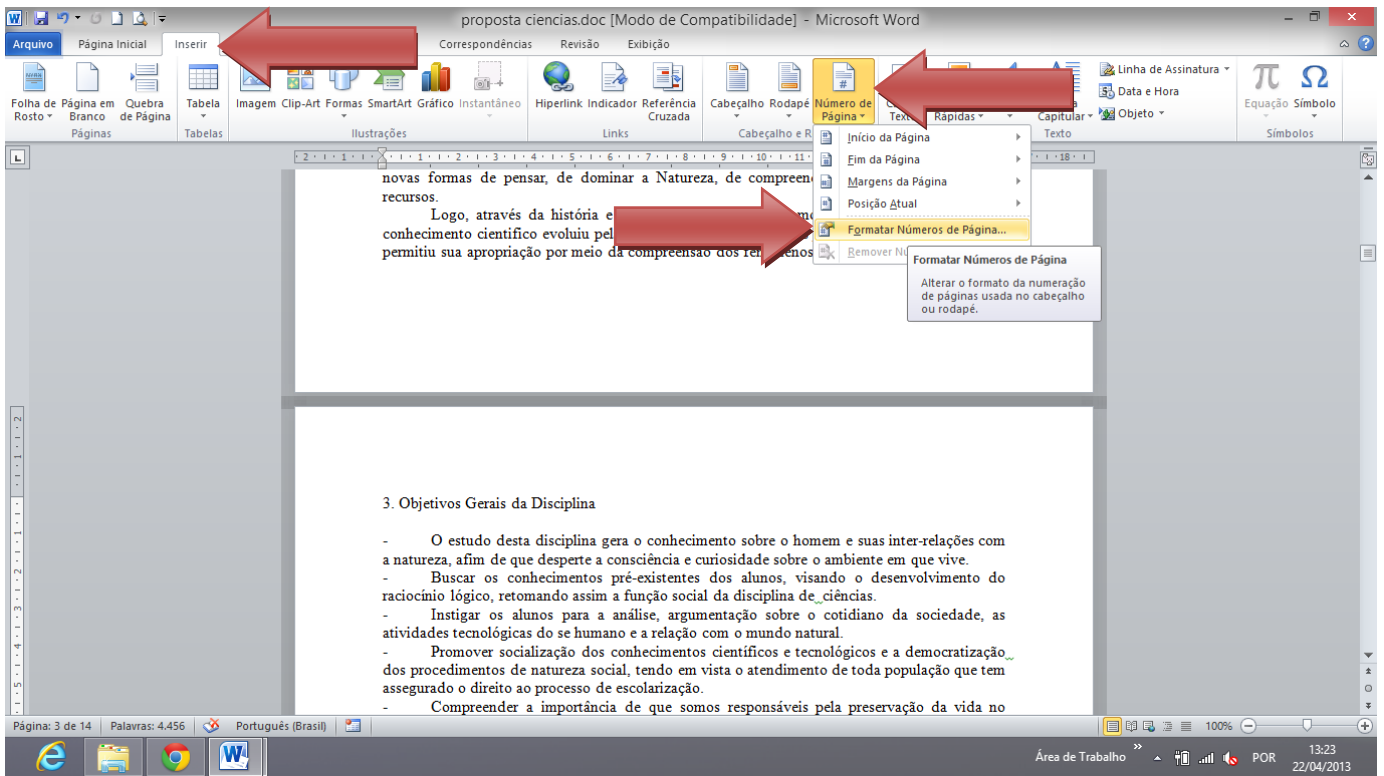 proposta ciencias.doc [Modo de Compatibilidade] - Microsoft Word
Arquivo Página Inicial Inserir Correspondências Revisão Exibição
Folha de Rosto Página em Branco Quebra de Página
Tabela
Imagem Clip-Art Formas SmartArt Gráfico Instantâneo
Hiperlink Indicador Referência Cruzada
Cabeçalho Rodapé Número de Página
Rápidas
Capitular
Linha de Assinatura
Data e Hora
Objeto
Equação Símbolo
Páginas Tabelas Ilustrações Links Cabeçalho e R Texto Símbolos
Início da Página
Fim da Página
Margens da Página
Posição Atual
Formatar Números de Página...
Remover Nú
Formatar Números de Página
Alterar o formato da numeração
de páginas usada no cabeçalho
ou rodapé.
novas formas de pensar, de dominar a Natureza, de compreen
recursos.
Logo, através da história e
conhecimento cientifico evoluiu pel
permitiu sua apropriação por meio da compreensão dos
3. Objetivos Gerais da Disciplina
- O estudo desta disciplina gera o conhecimento sobre o homem e suas inter-relações com
a natureza, afim de que desperte a consciência e curiosidade sobre o ambiente em que vive.
- Buscar os conhecimentos pré-existentes dos alunos, visando o desenvolvimento do
raciocínio lógico, retomando assim a função social da disciplina de ciências.
- Instigar os alunos para a análise, argumentação sobre o cotidiano da sociedade, as
atividades tecnológicas do se humano e a relação com o mundo natural.
- Promover socialização dos conhecimentos científicos e tecnológicos e a democratização
dos procedimentos de natureza social, tendo em vista o atendimento de toda população que tem
assegurado o direito ao processo de escolarização.
- Compreender a importância de que somos responsáveis pela preservação da vida no
Página: 3 de 14 Palavras: 4.456 Português (Brasil) 100%
Área de Trabalho POR 13:23
22/04/2013